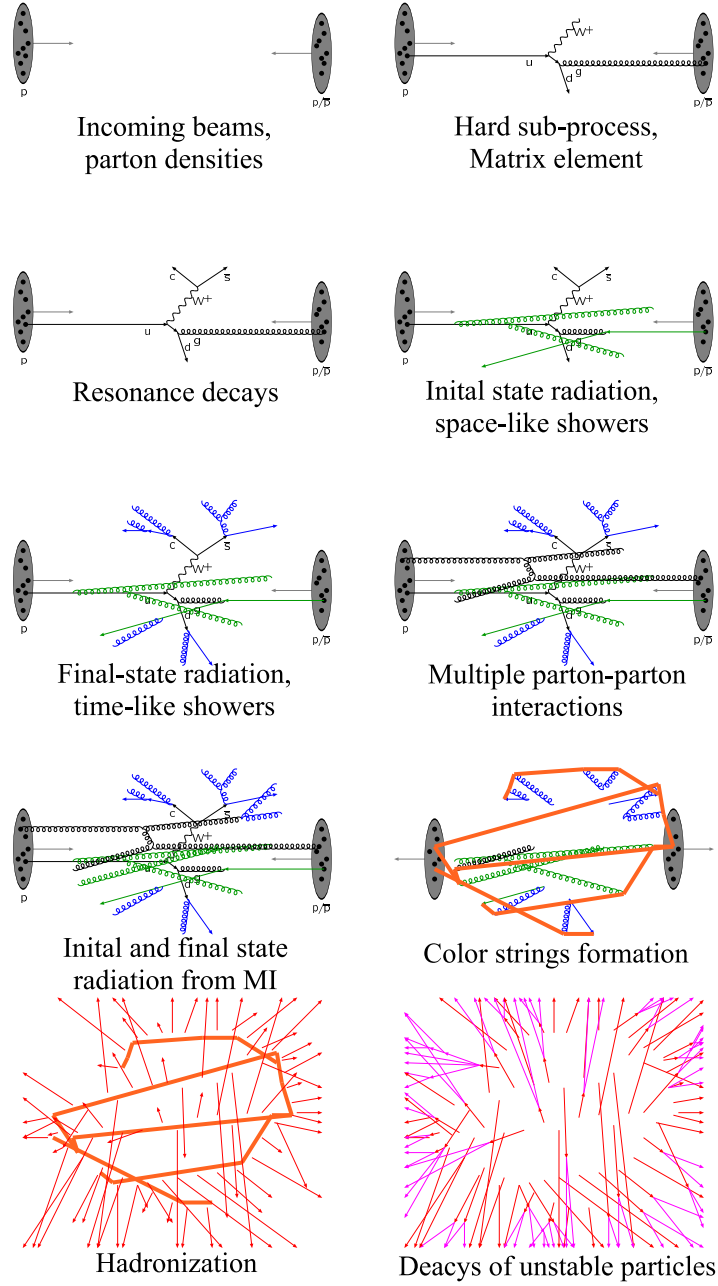 p
p/p̅
Incoming beams,
parton densities
W+
u
g
d
p
p/p̅
Hard sub-process,
Matrix element
c
s̅
W+
u
g
d
p
p/p̅
Resonance decays
c
s̅
W+
u
g
d
p
p/p̅
Inital state radiation,
space-like showers
c
s̅
W+
u
g
d
p
p/p̅
Final-state radiation,
time-like showers
c
s̅
W+
u
g
d
p
p/p̅
Multiple parton-parton
interactions
c
s̅
W+
u
g
d
p
p/p̅
Inital and final state
radiation from MI
Color strings formation
Hadronization
Deacys of unstable particles